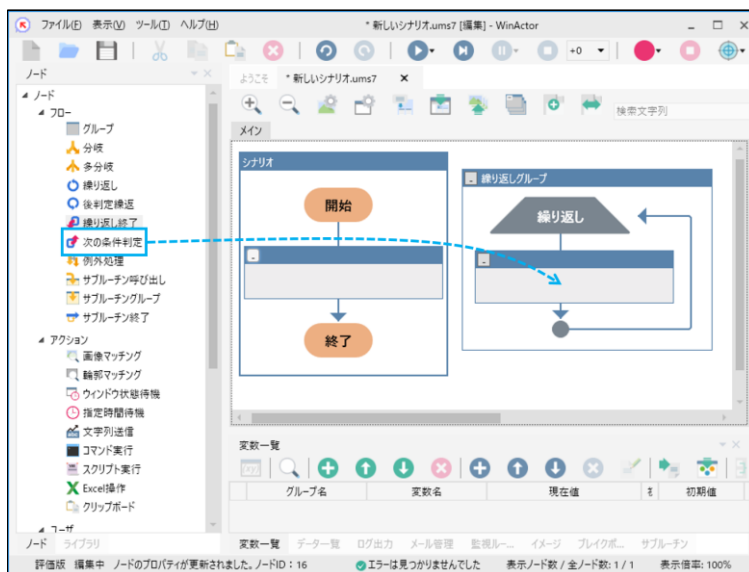 ファイル(F) 表示(V) ツール(T) ヘルプ(H)
* 新しいシナリオ.ums7 [編集] - WinActor
+0
ノード
ようこそ
* 新しいシナリオ.ums7
検索文字列
メイン
ノード
フロー
グループ
分岐
多分岐
繰り返し
後判定繰返
繰り返し終了
次の条件判定
例外処理
サブルーチン呼び出し
サブルーチングループ
サブルーチン終了
アクション
画像マッチング
輪郭マッチング
ウィンドウ状態待機
指定時間待機
文字列送信
コマンド実行
スクリプト実行
Excel操作
クリップボード
ユーザ
シナリオ
開始
終了
繰り返しグループ
繰り返し
変数一覧
グループ名 変数名 現在値 初期値
ノード ライブラリ
変数一覧 データ一覧 ログ出力 メール管理 監視ルー... イメージ ブレイクポ... サブルーチン
評価版 編集中 ノードのプロパティが更新されました。ノードID:16
エラーは見つかりませんでした
表示ノード数 / 全ノード数: 1 / 1
表示倍率: 100%